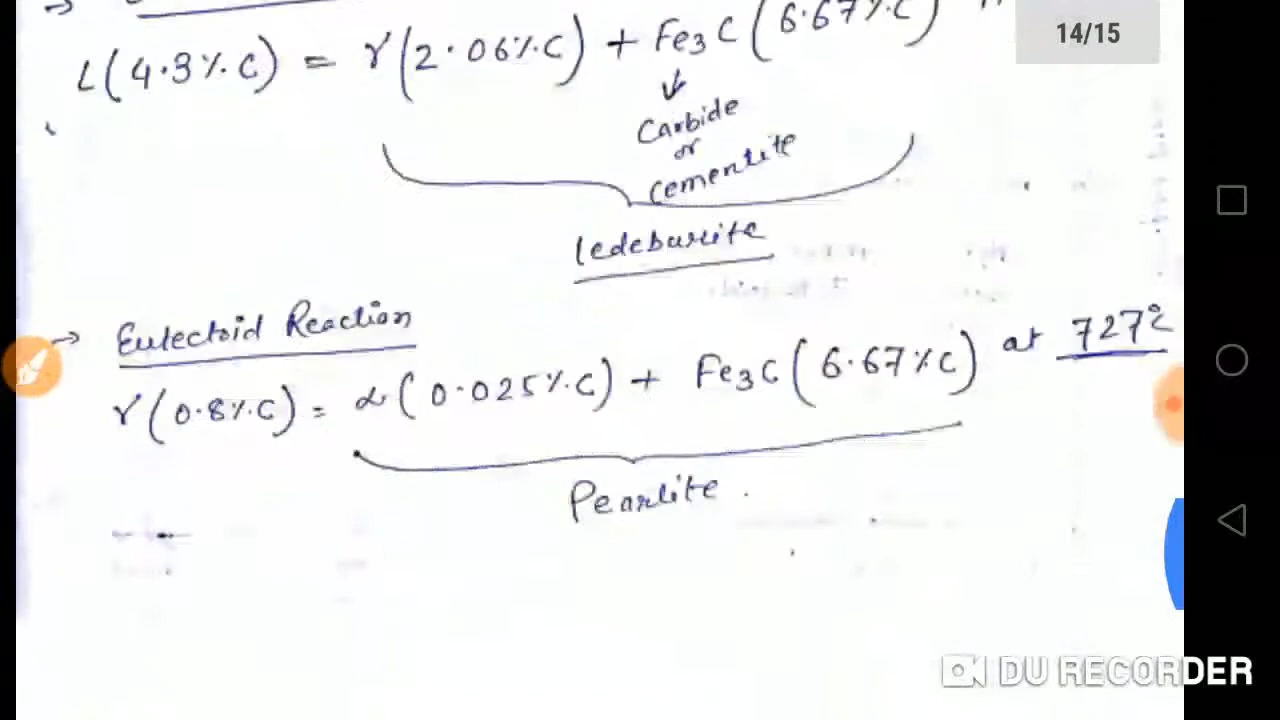 14/15
L(4.3%.C) = γ(2.06%.C) + Fe₃C(6.67%.C)
Carbide
or
Cementite
ledeburite
→ Eutectoid Reaction
γ(0.8%.C) = α(0.025%.C) + Fe₃C(6.67%C) at 727°C
Pearlite.
DU RECORDER